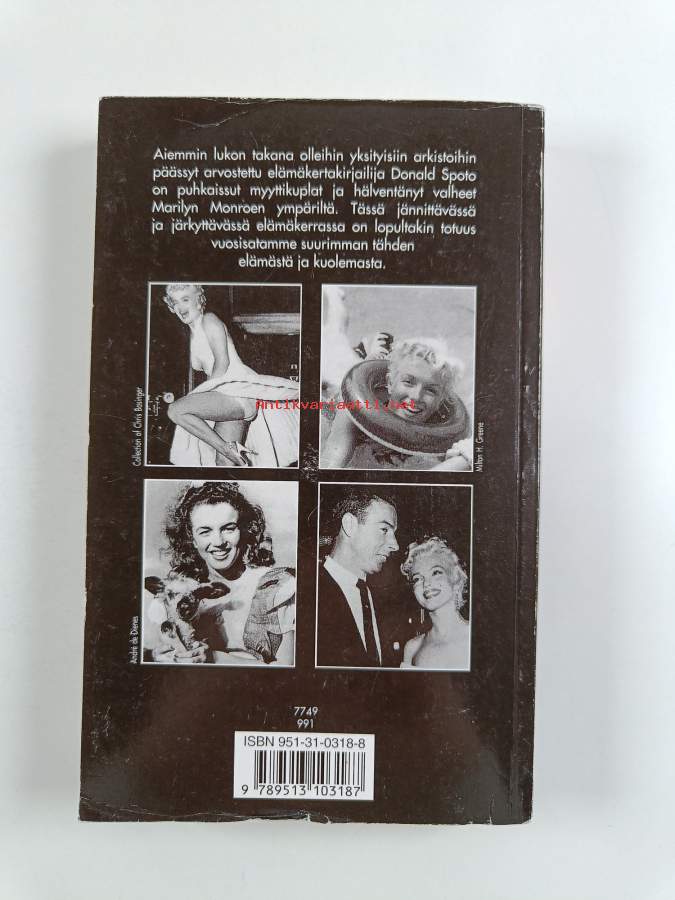 Aiemmin lukon takana olleihin yksityisiin arkistoihin
päässyt arvostettu elämäkertakirjailija Donald Spoto
on puhkaissut myyttikuplat ja hälventänyt valheet
Marilyn Monroen ympäriltä. Tässä jännittävässä
ja järkyttävässä elämäkerrassa on lopultakin totuus
vuosisatamme suurimman tähden
elämästä ja kuolemasta.
Collection of Chris Basinger
Milton H. Greene
Antikvariaatti.net
André de Dienes
7749
991
ISBN 951-31-0318-8
9 789513 103187